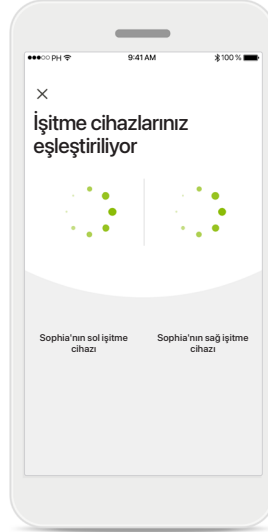 PH 9:41 AM 100 %
İşitme cihazlarınız
eşleştiriliyor
Sophia'nın sol işitme
cihazı
Sophia'nın sağ işitme
cihazı